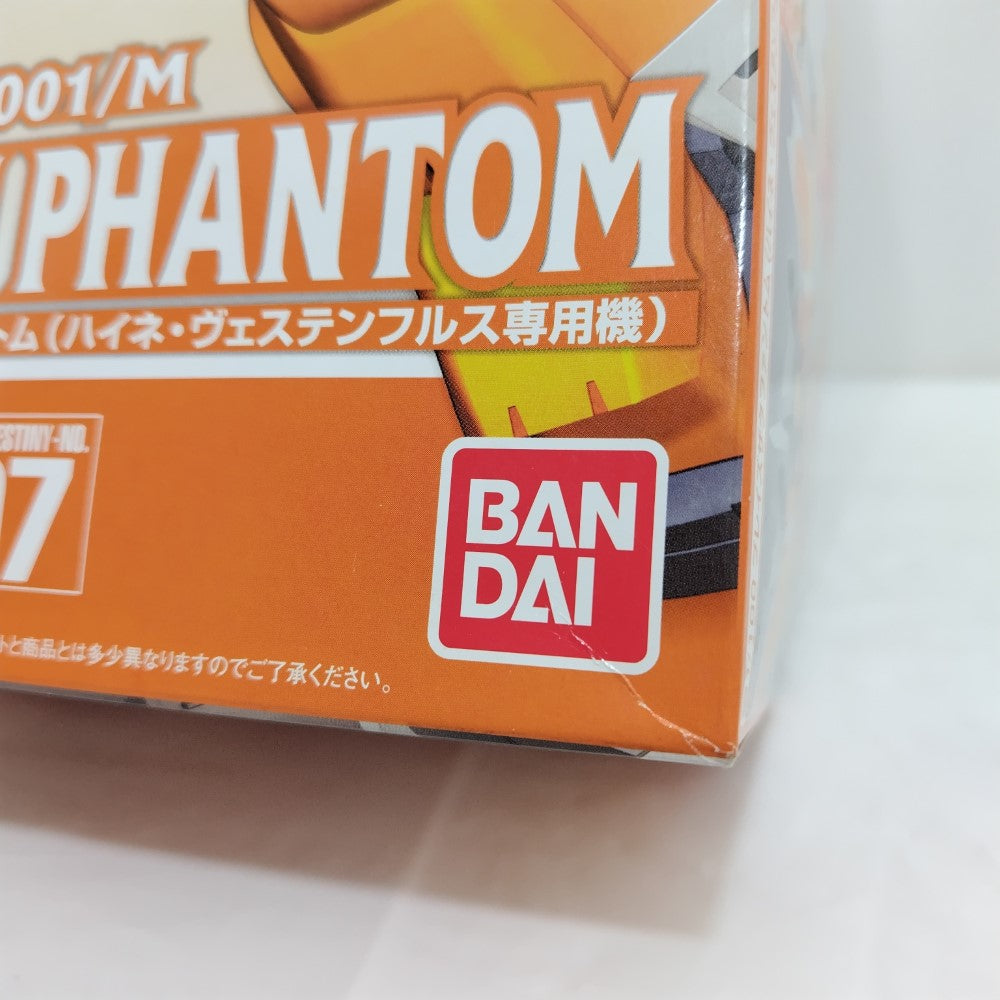 001/M
PHANTOM
トム(ハイネ・ヴェステンフルス専用機)
ESTINY-NO.
07
BAN
DAI
トと商品とは多少異なりますのでご了承ください。